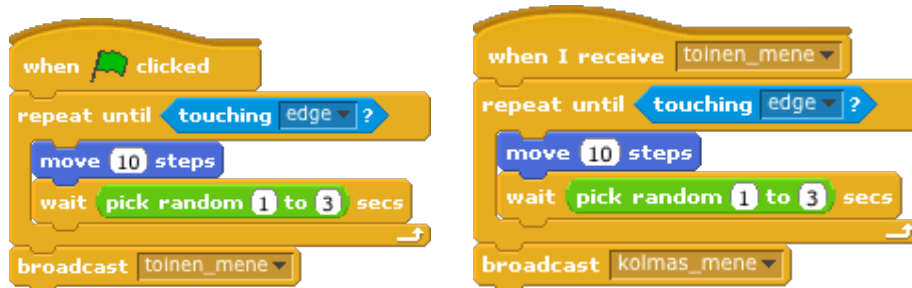 when clicked
repeat until touching edge ?
move 10 steps
wait pick random 1 to 3 secs
broadcast toinen_mene
when I receive toinen_mene
repeat until touching edge ?
move 10 steps
wait pick random 1 to 3 secs
broadcast kolmas_mene